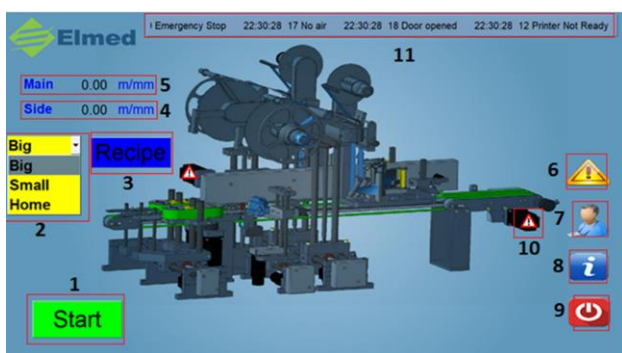 Elmed
Emergency Stop 22:30:28 17 No air 22:30:28 18 Door opened 22:30:28 12 Printer Not Ready
11
Main 0.00 m/mm 5
Side 0.00 m/mm 4
Big
Big
Small
Home
2
Recipe
3
6
7
10
8
9
1
Start
i